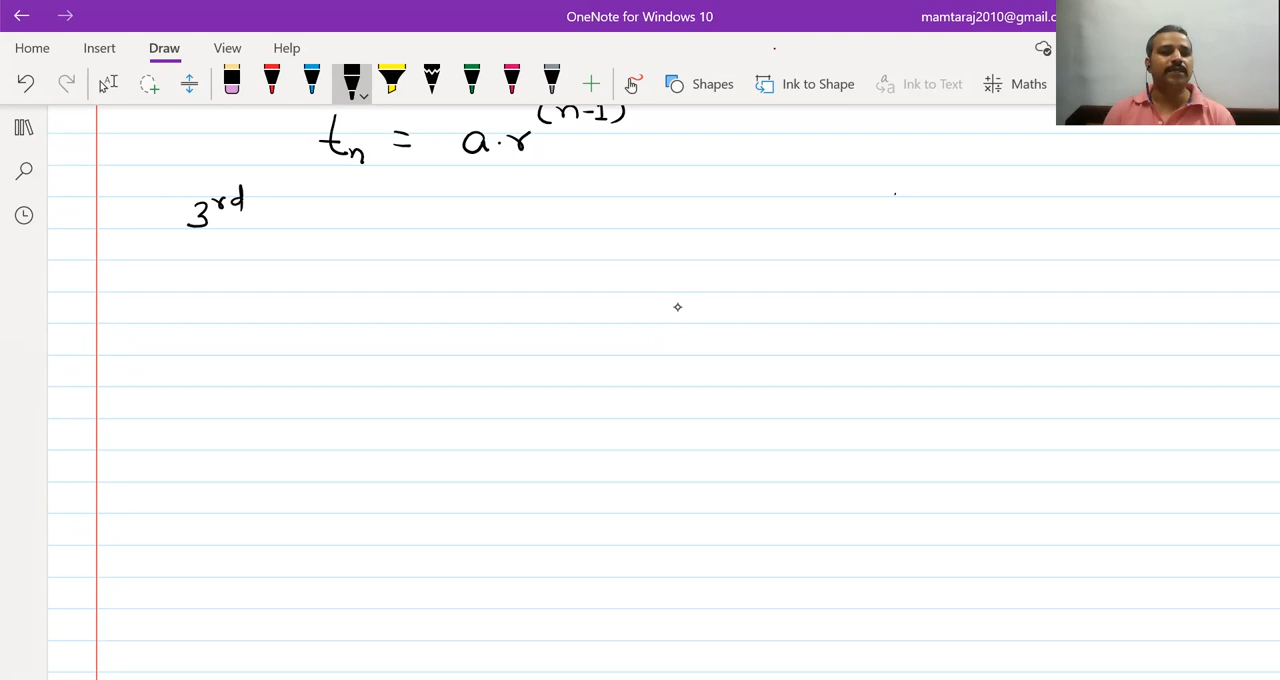 OneNote for Windows 10 mamtaraj2010@gmail.c
Home Insert Draw View Help
Shapes Ink to Shape Ink to Text Maths
tₙ = a·r⁽ⁿ⁻¹⁾
3ʳᵈ